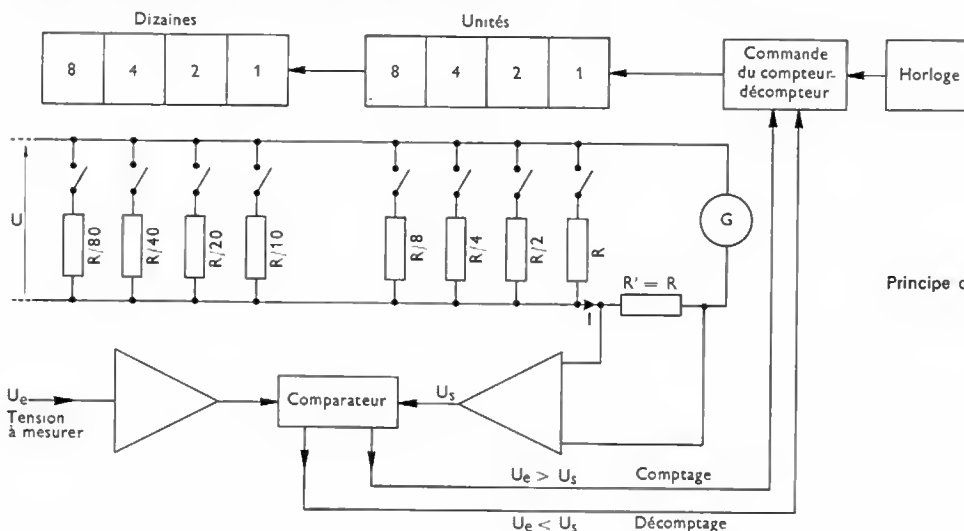 Dizaines
Unités
8 4 2 1
8 4 2 1
Commande
du compteur-
décompteur
Horloge
U
R/80
R/40
R/20
R/10
R/8
R/4
R/2
R
G
R' = R
I
Principe d
Ue
Tension
à mesurer
Comparateur
Us
Ue > Us Comptage
Ue < Us Décomptage